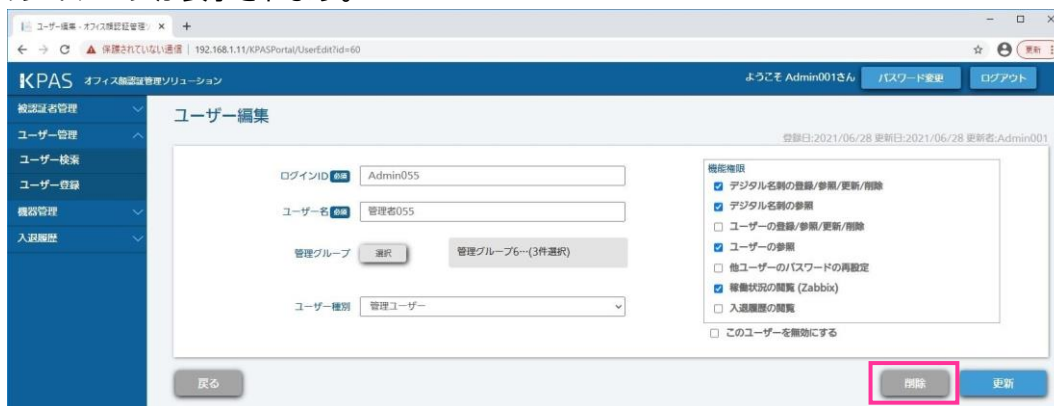 ユーザー編集 - オフィス顔認証管理ソ × +
保護されていない通信 | 192.168.1.11/KPASPortal/UserEdit?id=60 更新
KPAS オフィス顔認証管理ソリューション ようこそ Admin001さん パスワード変更 ログアウト
被認証者管理
ユーザー管理
ユーザー検索
ユーザー登録
機器管理
入退履歴
ユーザー編集
登録日:2021/06/28 更新日:2021/06/28 更新者:Admin001
ログインID 必須 Admin055
ユーザー名 必須 管理者055
管理グループ 選択 管理グループ6…(3件選択)
ユーザー種別 管理ユーザー
機能権限
デジタル名刺の登録/参照/更新/削除
デジタル名刺の参照
ユーザーの登録/参照/更新/削除
ユーザーの参照
他ユーザーのパスワードの再設定
稼働状況の閲覧 (Zabbix)
入退履歴の閲覧
このユーザーを無効にする
戻る 削除 更新